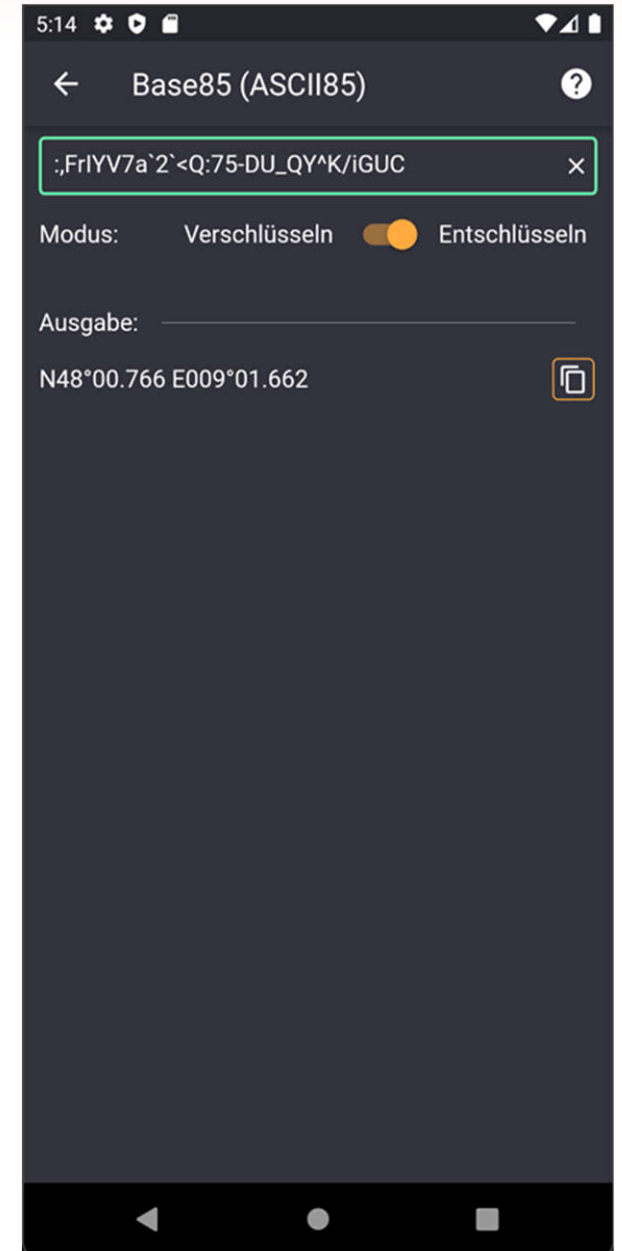 5:14
Base85 (ASCII85)
:,FrIYV7a`2`<Q:75-DU_QY^K/iGUC
Modus: Verschlüsseln Entschlüsseln
Ausgabe:
N48°00.766 E009°01.662